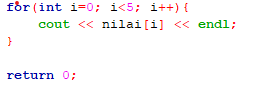 for(int i=0; i<5; i++){
cout << nilai[i] << endl;
}
return 0;